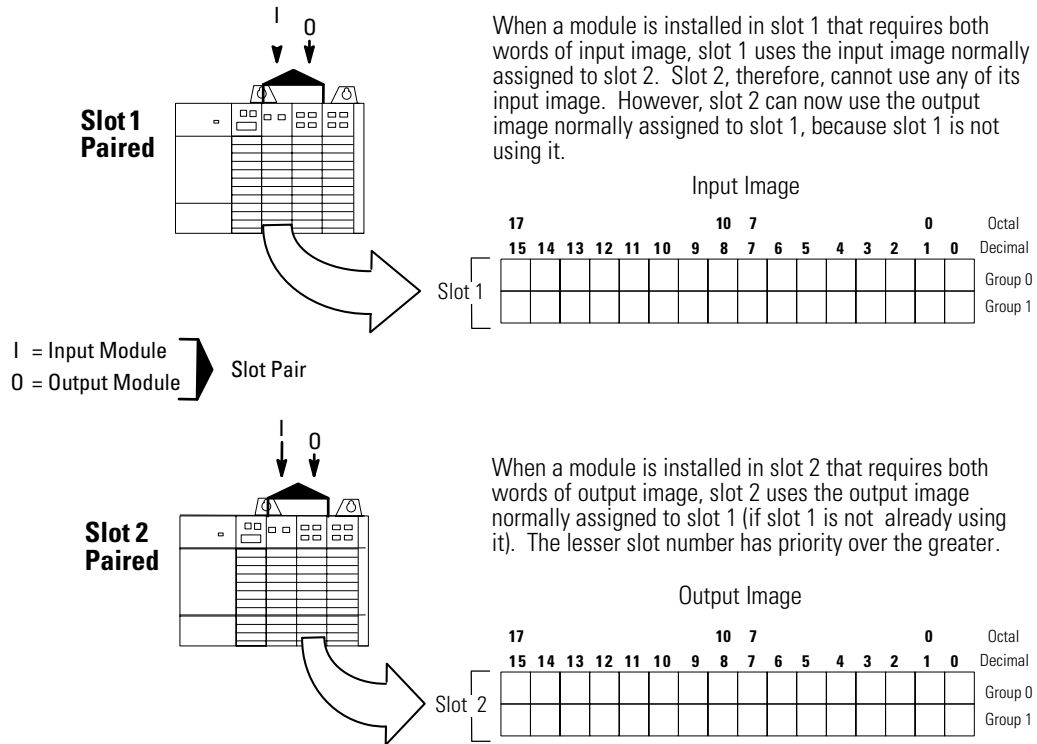 I
O
Slot 1
Paired
When a module is installed in slot 1 that requires both
words of input image, slot 1 uses the input image normally
assigned to slot 2. Slot 2, therefore, cannot use any of its
input image. However, slot 2 can now use the output
image normally assigned to slot 1, because slot 1 is not
using it.
Input Image
17 10 7 0 Octal
15 14 13 12 11 10 9 8 7 6 5 4 3 2 1 0 Decimal
Slot 1
Group 0
Group 1
I = Input Module
O = Output Module
Slot Pair
I
O
Slot 2
Paired
When a module is installed in slot 2 that requires both
words of output image, slot 2 uses the output image
normally assigned to slot 1 (if slot 1 is not already using
it). The lesser slot number has priority over the greater.
Output Image
17 10 7 0 Octal
15 14 13 12 11 10 9 8 7 6 5 4 3 2 1 0 Decimal
Slot 2
Group 0
Group 1